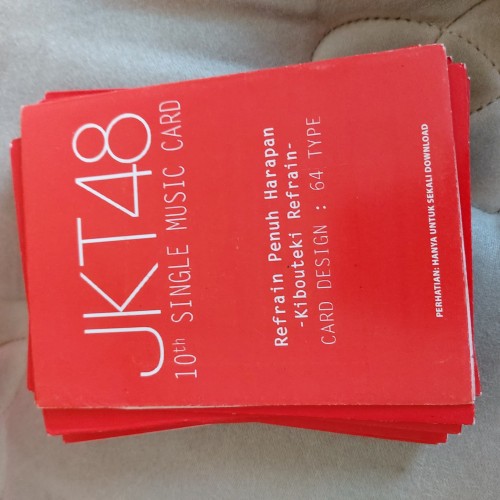 JKT48
10th SINGLE MUSIC CARD
Refrain Penuh Harapan
-Kibouteki Refrain-
CARD DESIGN : 64 TYPE
PERHATIAN: HANYA UNTUK SEKALI DOWNLOAD